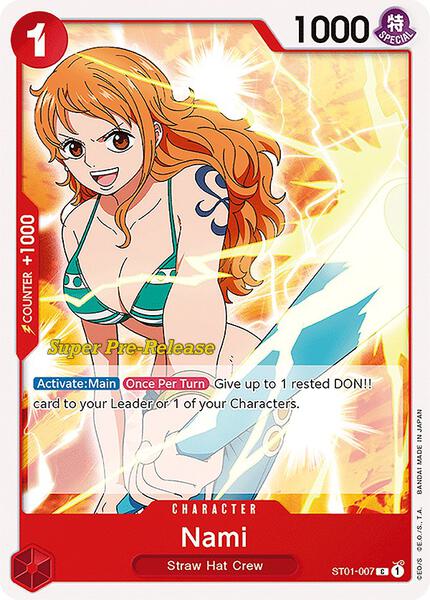 1
1000
特
SPECIAL
COUNTER +1000
Super Pre-Release
Activate:Main Once Per Turn Give up to 1 rested DON!!
card to your Leader or 1 of your Characters.
CHARACTER
Nami
Straw Hat Crew
ST01-007 C 1
©E.O./S., T.A. BANDAI MADE IN JAPAN